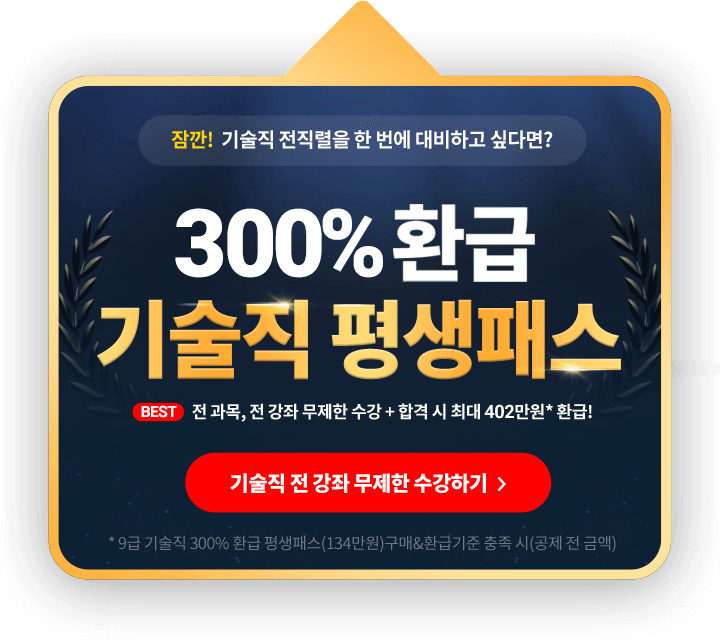 잠깐! 기술직 전직렬을 한 번에 대비하고 싶다면?
300% 환급
기술직 평생패스
BEST 전 과목, 전 강좌 무제한 수강 + 합격 시 최대 402만원* 환급!
기술직 전 강좌 무제한 수강하기 >
* 9급 기술직 300% 환급 평생패스(134만원)구매&환급기준 충족 시(공제 전 금액)